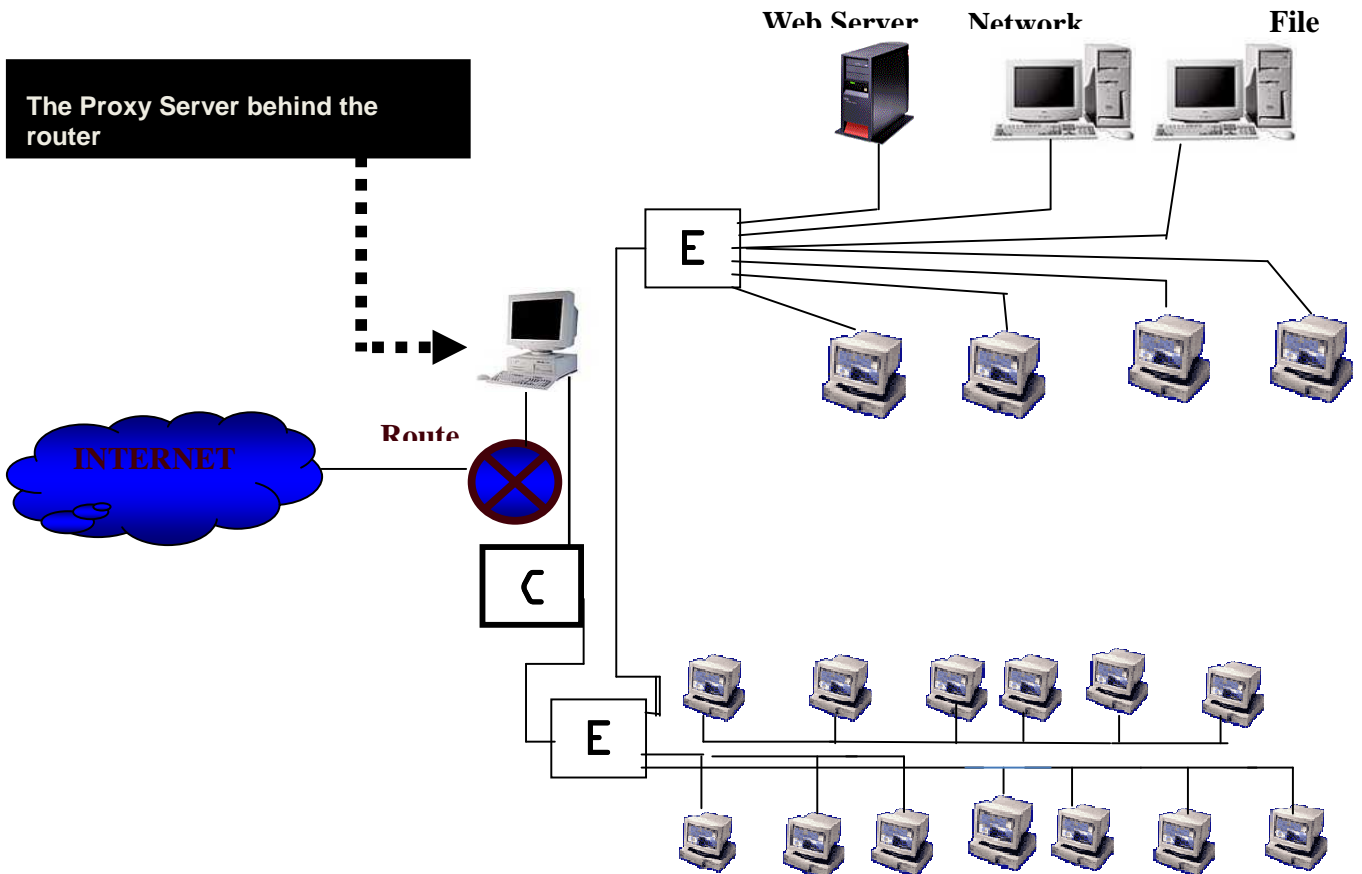 Web Server
Network
File
The Proxy Server behind the
router
E
Route
INTERNET
C
E